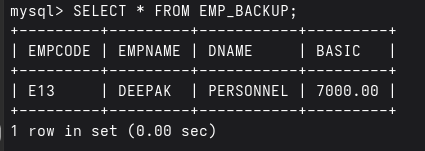 mysql> SELECT * FROM EMP_BACKUP;
+---------+---------+-----------+---------+
| EMPCODE | EMPNAME | DNAME     | BASIC   |
+---------+---------+-----------+---------+
| E13     | DEEPAK  | PERSONNEL | 7000.00 |
+---------+---------+-----------+---------+
1 row in set (0.00 sec)